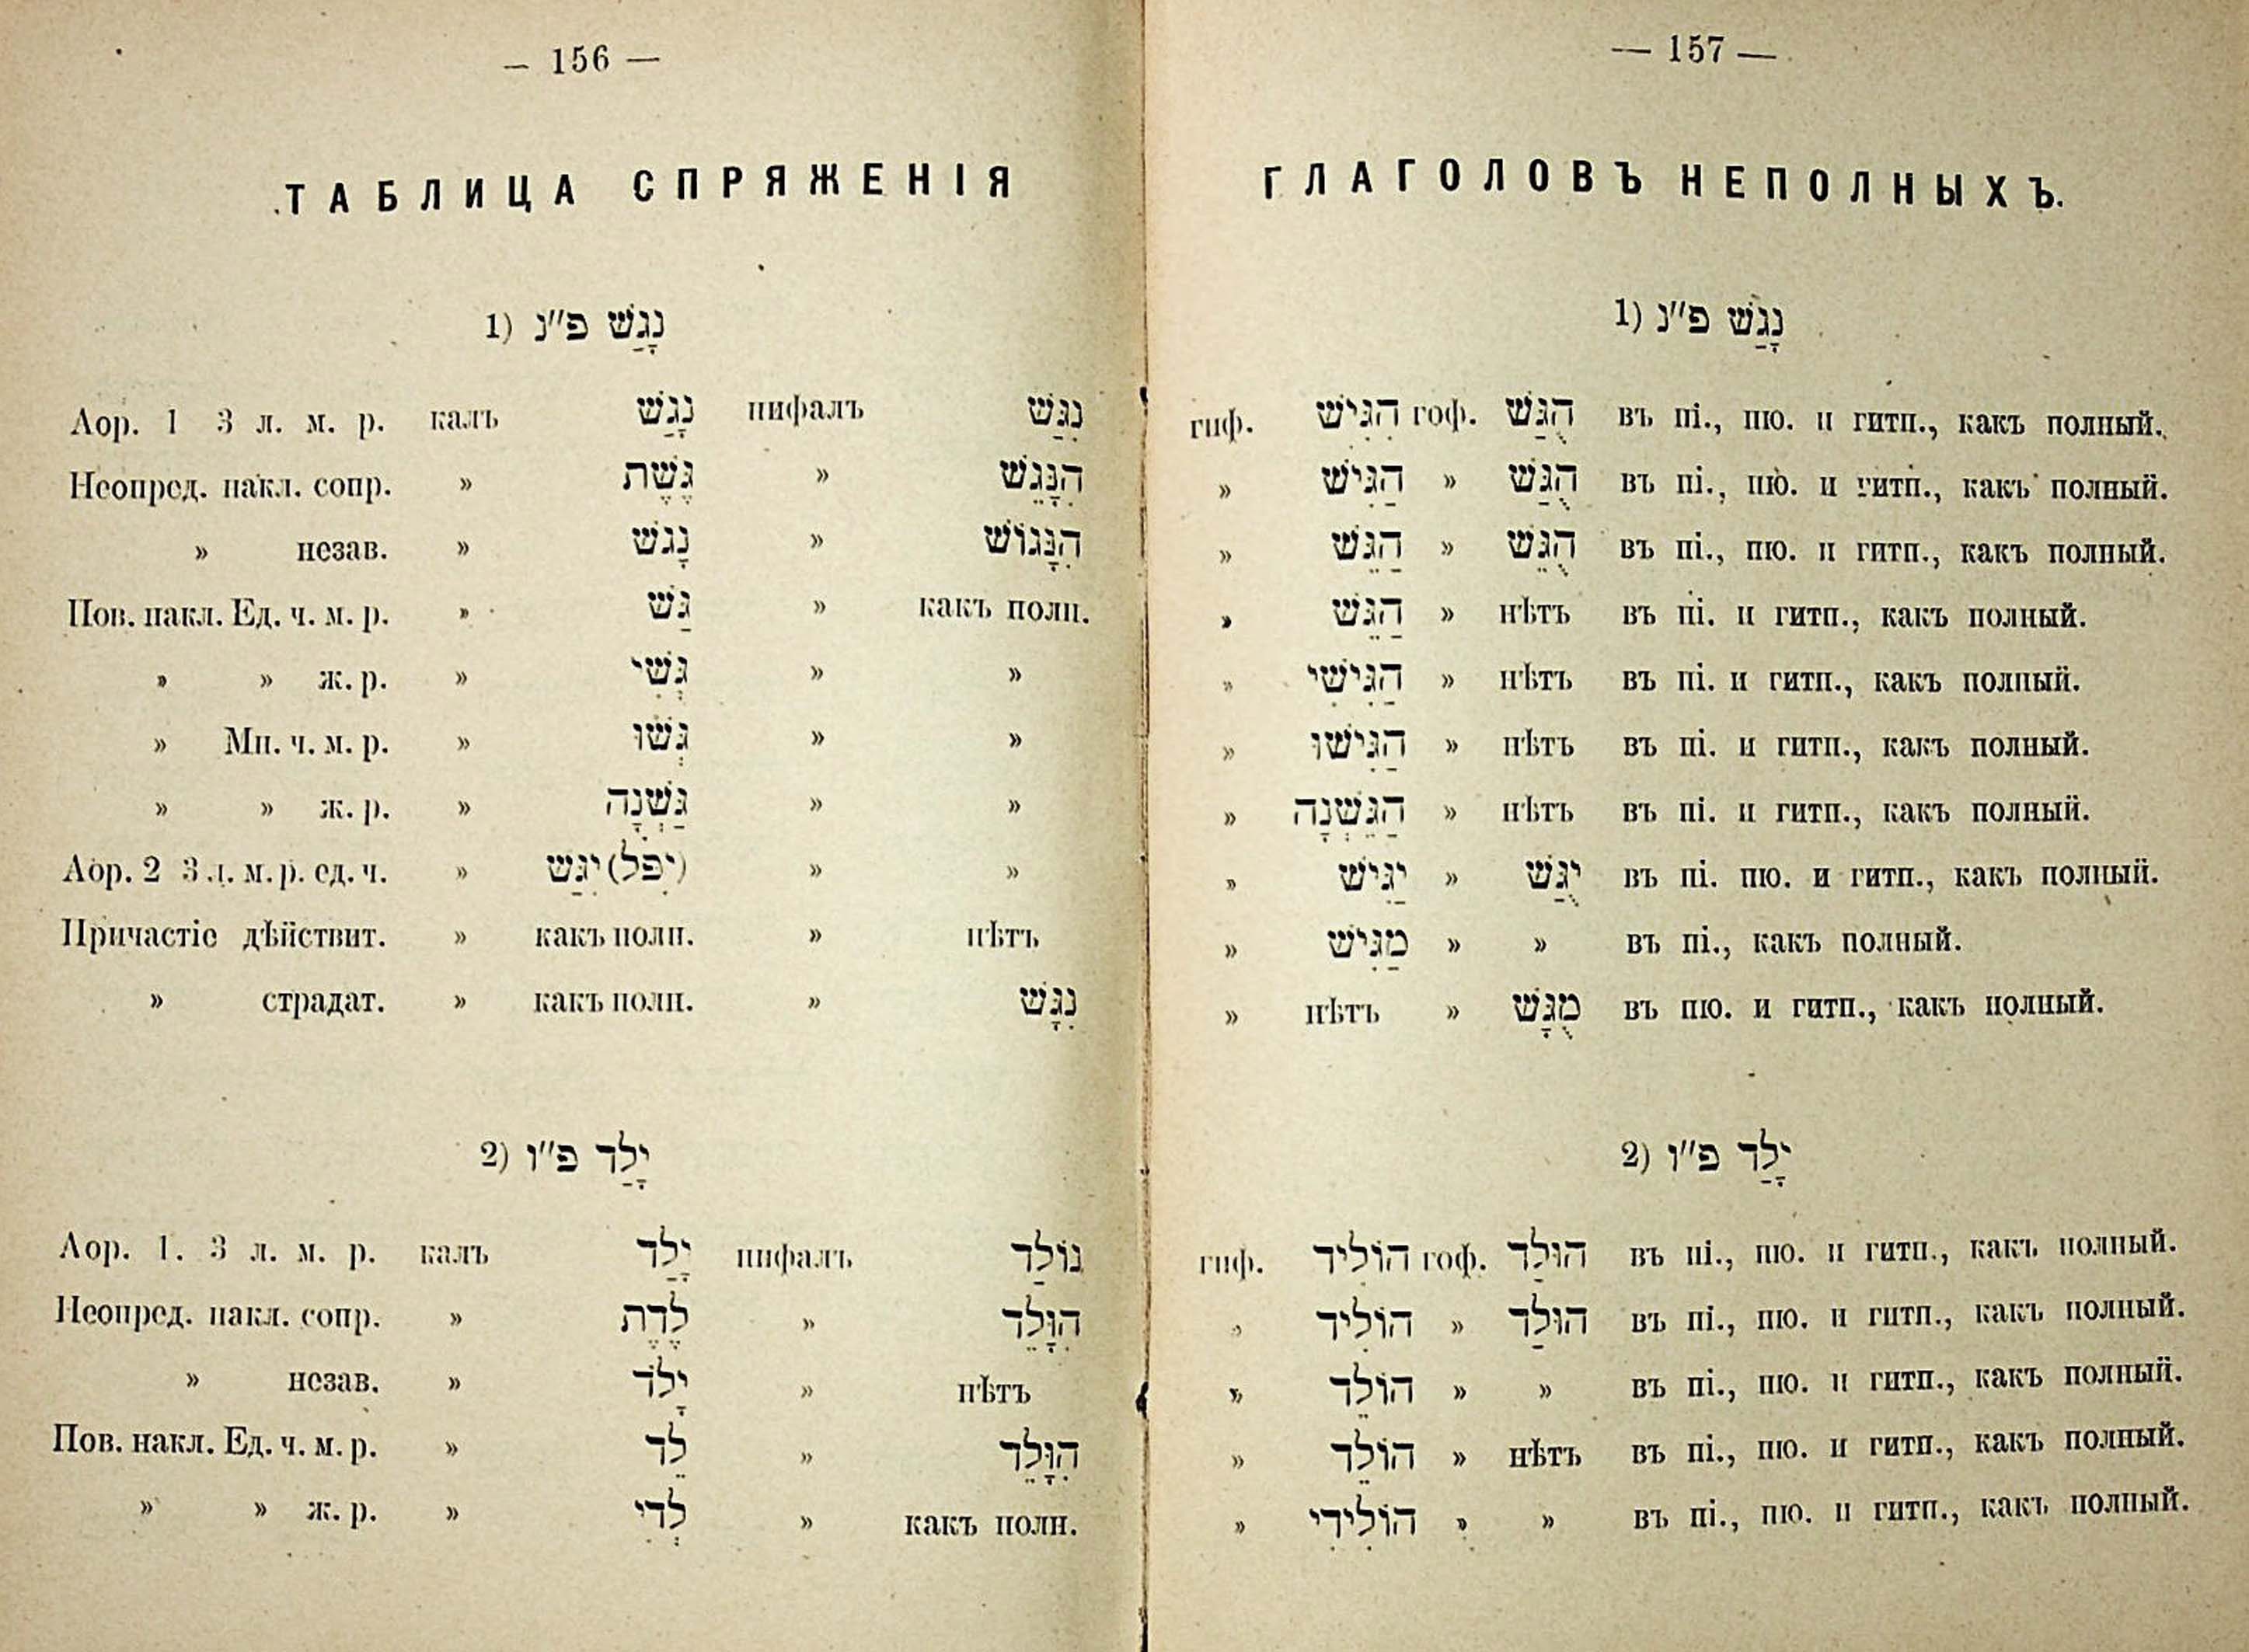 — 156 —
ТАБЛИЦА СПРЯЖЕНІЯ
1) נָגַשׁ פ״נ
Аор. 1 3 л. м. р. калъ נָגַשׁ нифалъ נִגַּשׁ
Неопред. накл. сопр. » גֶּשֶׁת » הִנָּגֵשׁ
» незав. » נָגֹשׁ » הִנָּגוֹשׁ
Пов. накл. Ед. ч. м. р. » גַּשׁ » какъ полн.
» » ж. р. » גְּשִׁי » »
» Мн. ч. м. р. » גְּשׁוּ » »
» » ж. р. » גַּשְׁנָה » »
Аор. 2 3 л. м. р. ед. ч. » יִגַּשׁ (יִפֹּל) » »
Причастіе дѣйствит. » какъ полн. » нѣтъ
» страдат. » какъ полн. » נִגָּשׁ
2) יָלַד פ״ו
Аор. 1. 3 л. м. р. калъ יָלַד нифалъ נוֹלַד
Неопред. накл. сопр. » לֶדֶת » הִוָּלֵד
» незав. » יָלֹד » нѣтъ
Пов. накл. Ед. ч. м. р. » לֵד » הִוָּלֵד
» » ж. р. » לְדִי » какъ полн.
— 157 —
ГЛАГОЛОВЪ НЕПОЛНЫХЪ.
1) נָגַשׁ פ״נ
гиф. הִגִּישׁ гоф. הֻגַּשׁ въ пі., пю. и гитп., какъ полный.
» הַגִּישׁ » הֻגַּשׁ въ пі., пю. и гитп., какъ полный.
» הַגֵּשׁ » הֻגֵּשׁ въ пі., пю. и гитп., какъ полный.
» הַגֵּשׁ » нѣтъ въ пі. и гитп., какъ полный.
» הַגִּישִׁי » нѣтъ въ пі. и гитп., какъ полный.
» הַגִּישׁוּ » нѣтъ въ пі. и гитп., какъ полный.
» הַגֵּשְׁנָה » нѣтъ въ пі. и гитп., какъ полный.
» יַגִּישׁ » יֻגַּשׁ въ пі. пю. и гитп., какъ полный.
» מַגִּישׁ » » въ пі., какъ полный.
» нѣтъ » מֻגָּשׁ въ пю. и гитп., какъ полный.
2) יָלַד פ״ו
гиф. הוֹלִיד гоф. הוּלַד въ пі., пю. и гитп., какъ полный.
» הוֹלִיד » הוּלַד въ пі., пю. и гитп., какъ полный.
» הוֹלֵד » » въ пі., пю. и гитп., какъ полный.
» הוֹלֵד » нѣтъ въ пі., пю. и гитп., какъ полный.
» הוֹלִידִי » » въ пі., пю. и гитп., какъ полный.